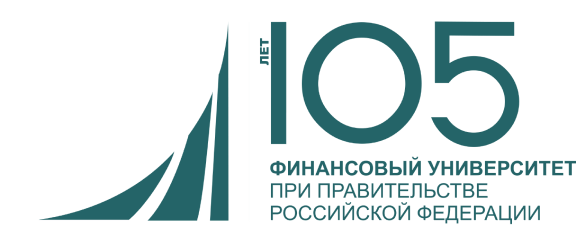 ЛЕТ
105
ФИНАНСОВЫЙ УНИВЕРСИТЕТ
ПРИ ПРАВИТЕЛЬСТВЕ
РОССИЙСКОЙ ФЕДЕРАЦИИ